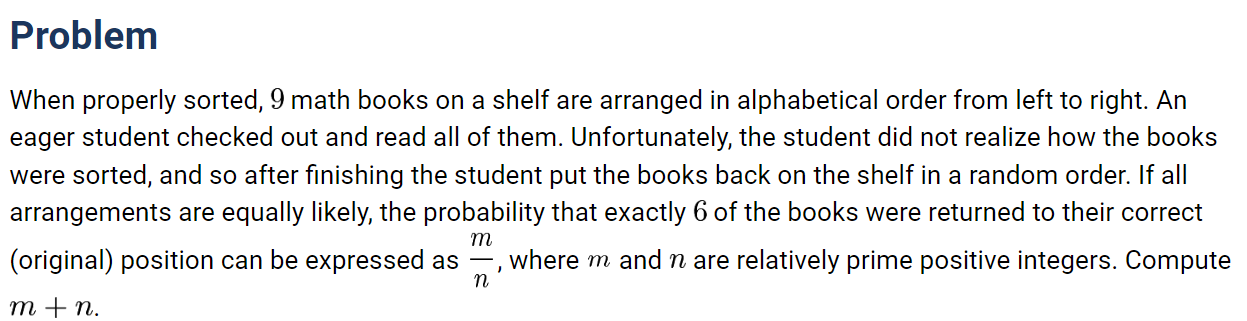 Problem
When properly sorted, 9 math books on a shelf are arranged in alphabetical order from left to right. An
eager student checked out and read all of them. Unfortunately, the student did not realize how the books
were sorted, and so after finishing the student put the books back on the shelf in a random order. If all
arrangements are equally likely, the probability that exactly 6 of the books were returned to their correct
(original) position can be expressed as m/n, where m and n are relatively prime positive integers. Compute
m + n.